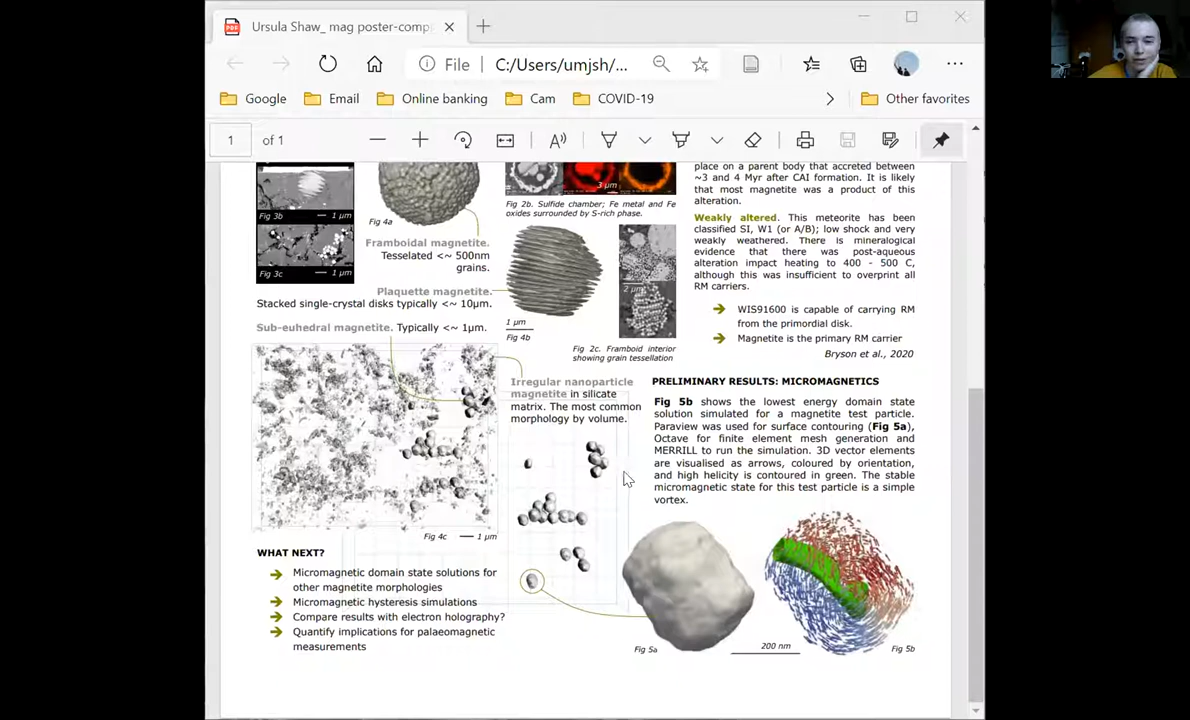 Ursula Shaw_ mag poster-comp
File
C:/Users/umjsh/...
Google
Email
Online banking
Cam
COVID-19
Other favorites
1
of 1
Fig 3b
1 µm
Fig 3c
1 µm
Fig 4a
Framboidal magnetite.
Tesselated <~ 500nm
grains.
Plaquette magnetite.
Stacked single-crystal disks typically <~ 10µm.
Sub-euhedral magnetite. Typically <~ 1µm.
3 µm
Fig 2b. Sulfide chamber; Fe metal and Fe
oxides surrounded by S-rich phase.
2 µm
1 µm
Fig 4b
Fig 2c. Framboid interior
showing grain tessellation
Irregular nanoparticle
magnetite in silicate
matrix. The most common
morphology by volume.
Fig 4c
1 µm
WHAT NEXT?
Micromagnetic domain state solutions for
other magnetite morphologies
Micromagnetic hysteresis simulations
Compare results with electron holography?
Quantify implications for palaeomagnetic
measurements
place on a parent body that accreted between
~3 and 4 Myr after CAI formation. It is likely
that most magnetite was a product of this
alteration.
Weakly altered. This meteorite has been
classified SI, W1 (or A/B); low shock and very
weakly weathered. There is mineralogical
evidence that there was post-aqueous
alteration impact heating to 400 - 500 C,
although this was insufficient to overprint all
RM carriers.
WIS91600 is capable of carrying RM
from the primordial disk.
Magnetite is the primary RM carrier
Bryson et al., 2020
PRELIMINARY RESULTS: MICROMAGNETICS
Fig 5b shows the lowest energy domain state
solution simulated for a magnetite test particle.
Paraview was used for surface contouring (Fig 5a),
Octave for finite element mesh generation and
MERRILL to run the simulation. 3D vector elements
are visualised as arrows, coloured by orientation,
and high helicity is contoured in green. The stable
micromagnetic state for this test particle is a simple
vortex.
Fig 5a
200 nm
Fig 5b